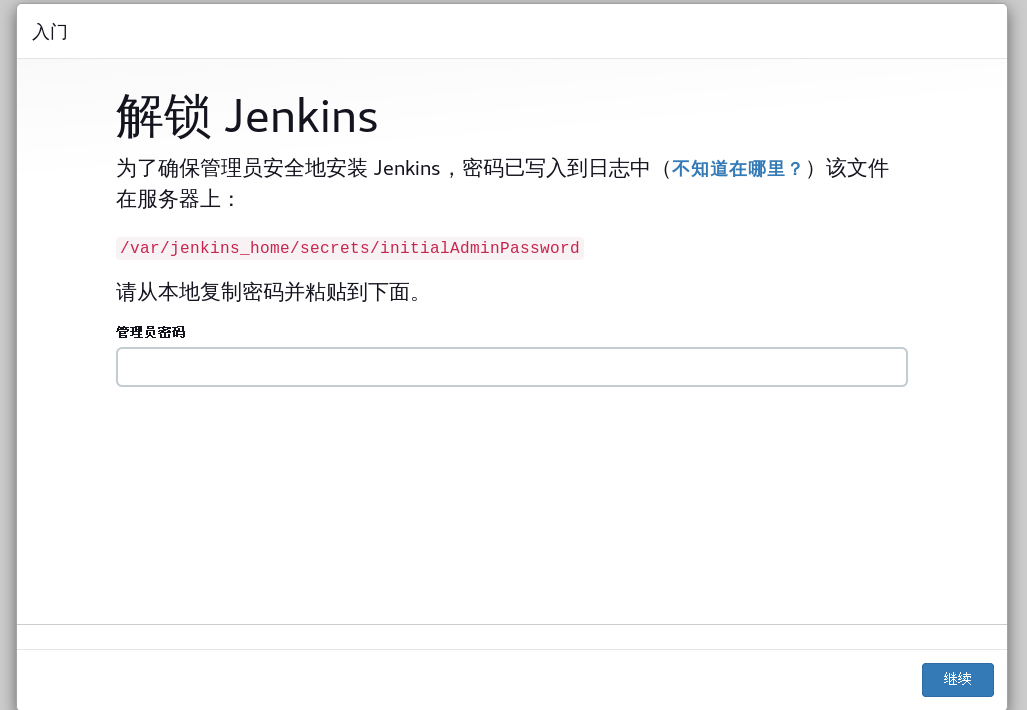 入门
解锁 Jenkins
为了确保管理员安全地安装 Jenkins，密码已写入到日志中（不知道在哪里？）该文件
在服务器上：
/var/jenkins_home/secrets/initialAdminPassword
请从本地复制密码并粘贴到下面。
管理员密码
继续